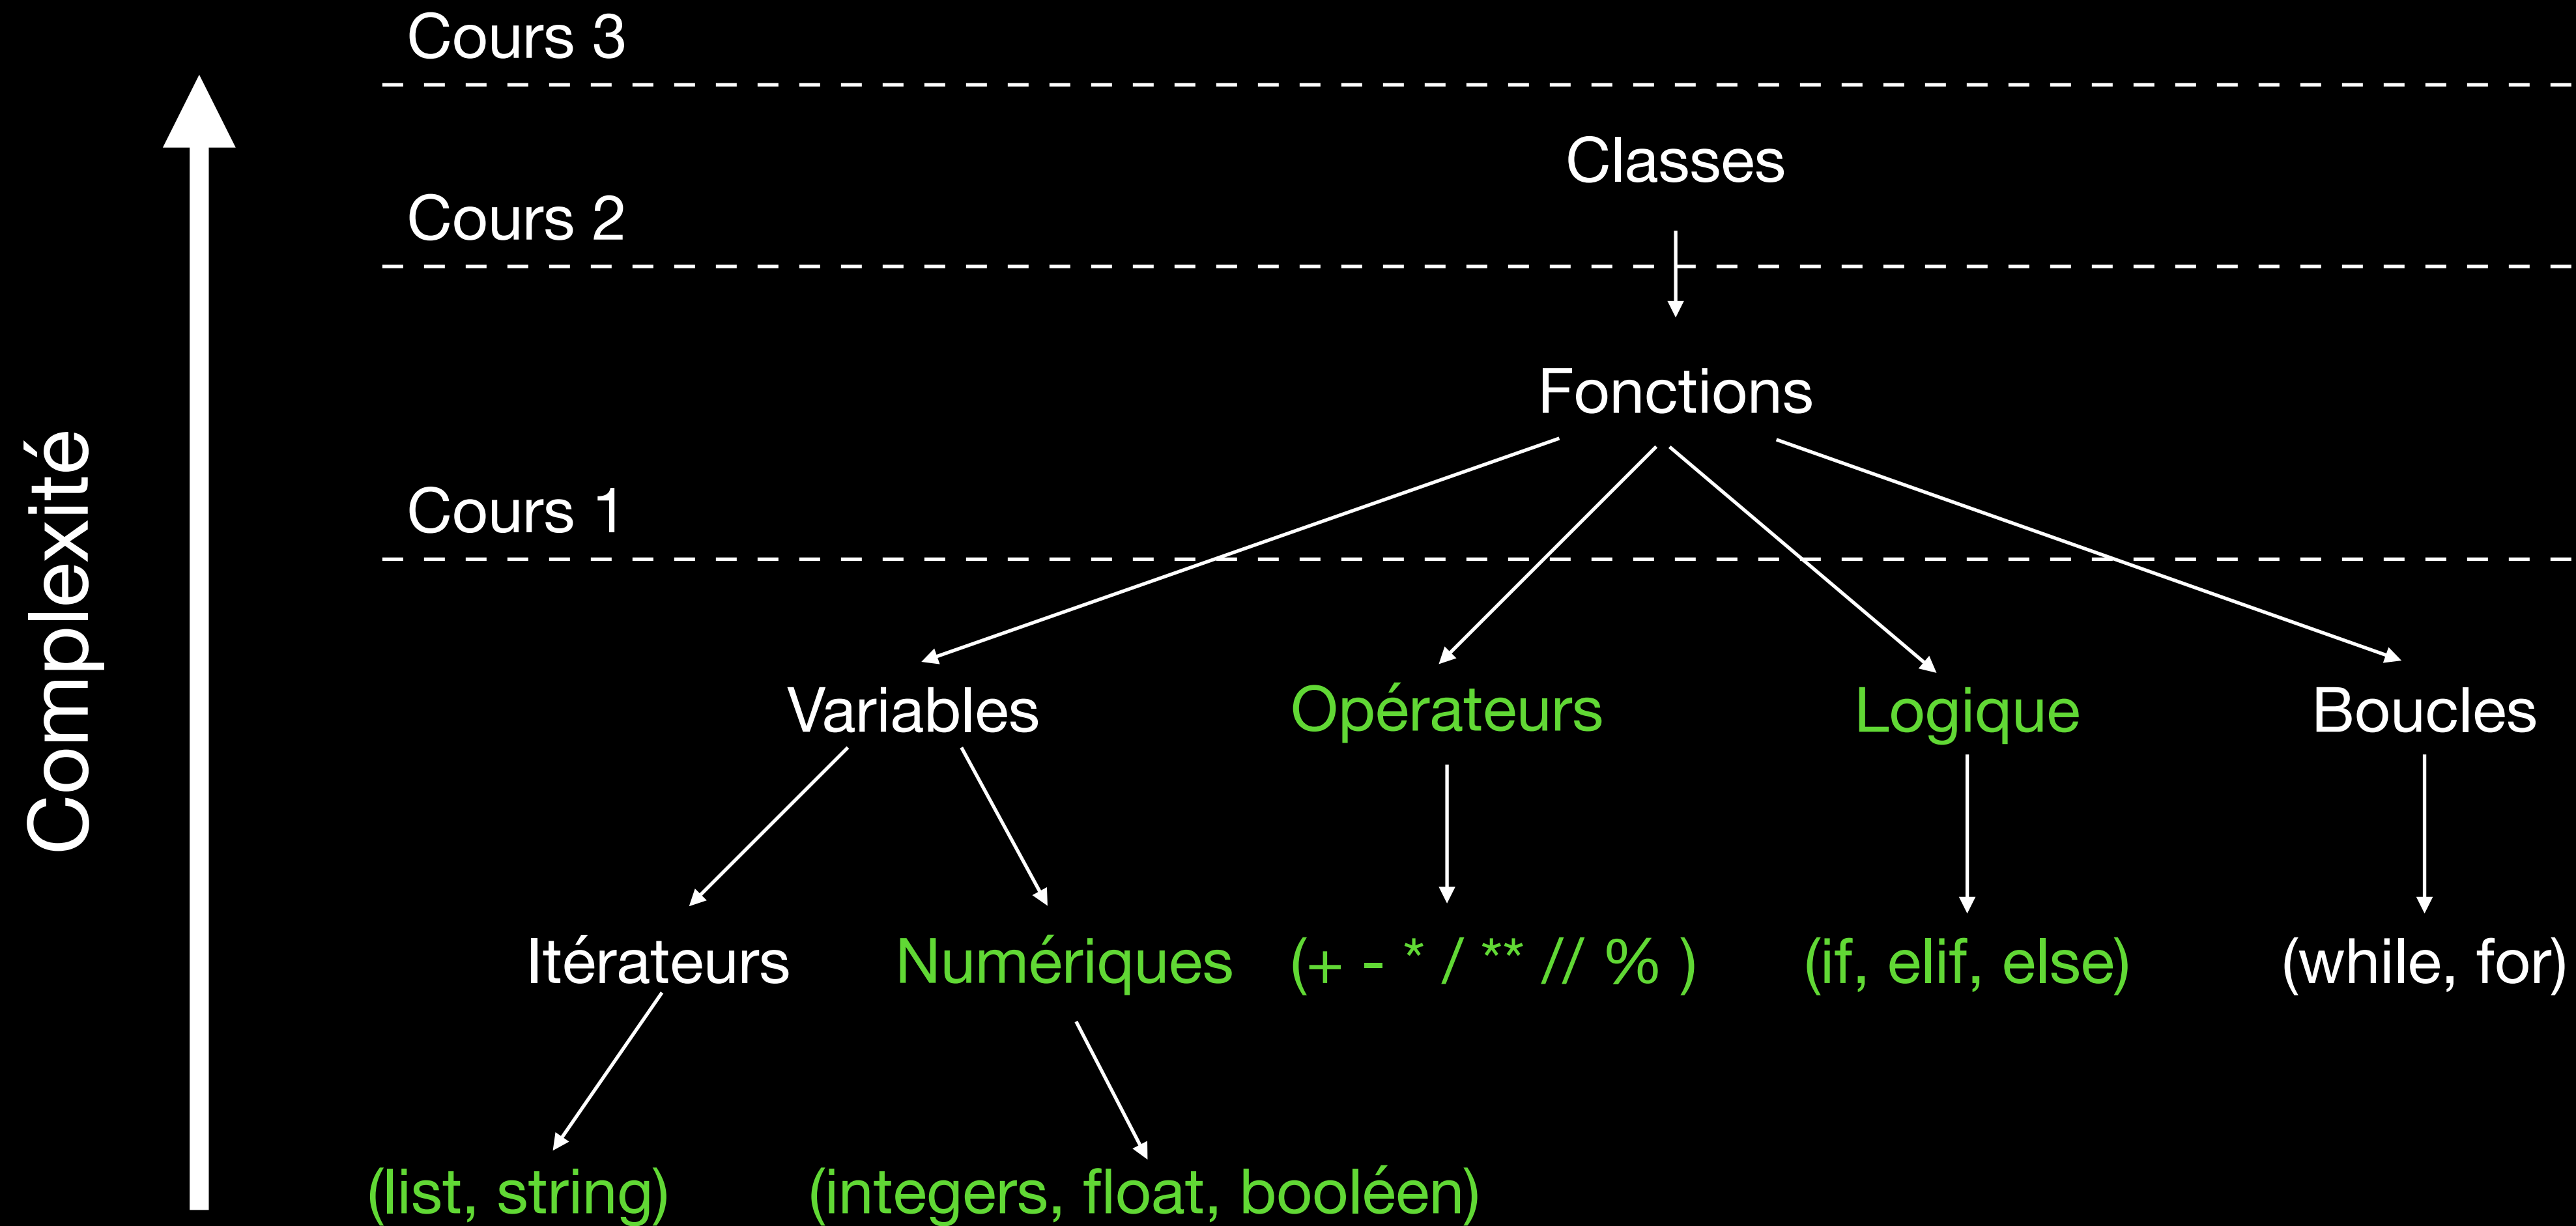 Cours 3
Classes
Cours 2
Fonctions
Cours 1
Complexité
Variables
Opérateurs
Logique
Boucles
Itérateurs
Numériques
(+ - * / ** // % )
(if, elif, else)
(while, for)
(list, string)
(integers, float, booléen)